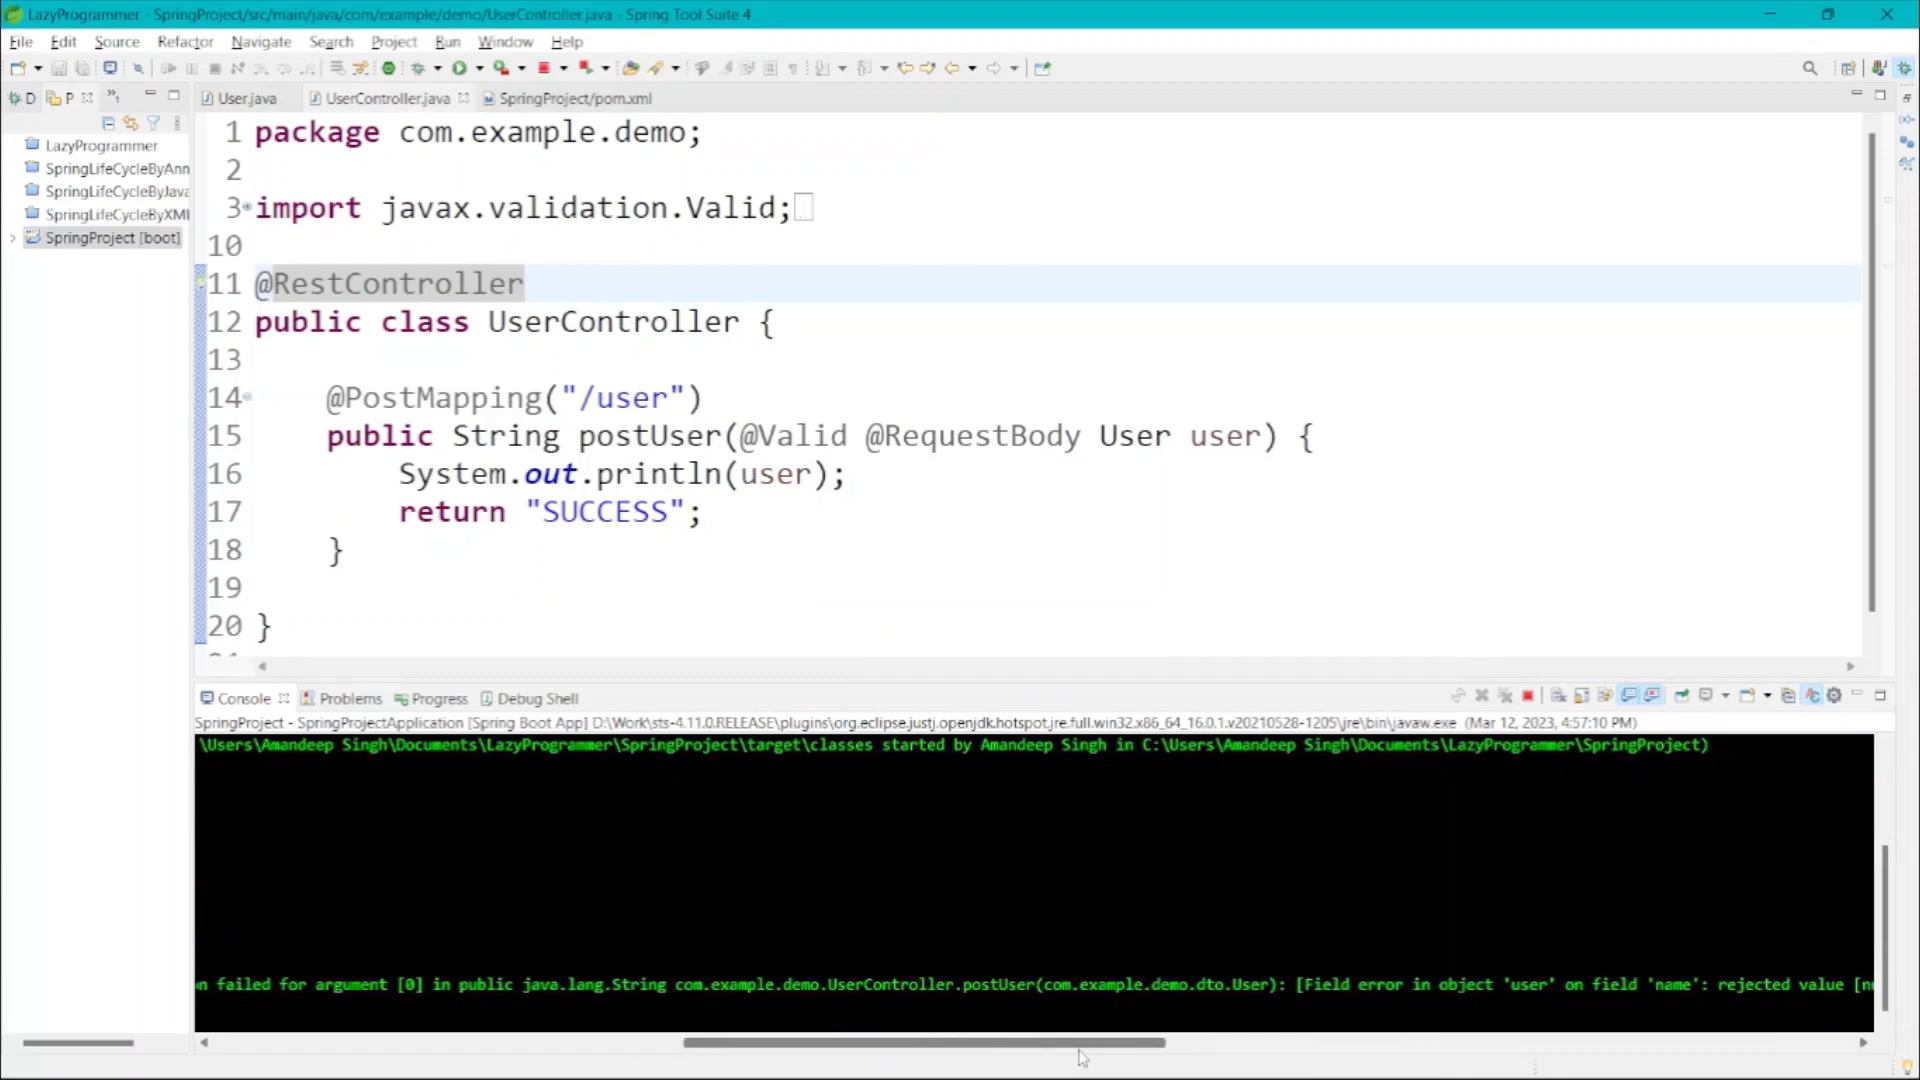 LazyProgrammer - SpringProject/src/main/java/com/example/demo/UserController.java - Spring Tool Suite 4
File Edit Source Refactor Navigate Search Project Run Window Help
D P User.java UserController.java SpringProject/pom.xml
LazyProgrammer
SpringLifeCycleByAnn
SpringLifeCycleByJava
SpringLifeCycleByXMl
SpringProject [boot]
1 package com.example.demo;
2
3 import javax.validation.Valid;
10
11 @RestController
12 public class UserController {
13
14 @PostMapping("/user")
15 public String postUser(@Valid @RequestBody User user) {
16 System.out.println(user);
17 return "SUCCESS";
18 }
19
20 }
Console Problems Progress Debug Shell
SpringProject - SpringProjectApplication [Spring Boot App] D:\Work\sts-4.11.0.RELEASE\plugins\org.eclipse.justj.openjdk.hotspot.jre.full.win32.x86_64_16.0.1.v20210528-1205\jre\bin\javaw.exe (Mar 12, 2023, 4:57:10 PM)
\Users\Amandeep Singh\Documents\LazyProgrammer\SpringProject\target\classes started by Amandeep Singh in C:\Users\Amandeep Singh\Documents\LazyProgrammer\SpringProject)
n failed for argument [0] in public java.lang.String com.example.demo.UserController.postUser(com.example.demo.dto.User): [Field error in object 'user' on field 'name': rejected value [n